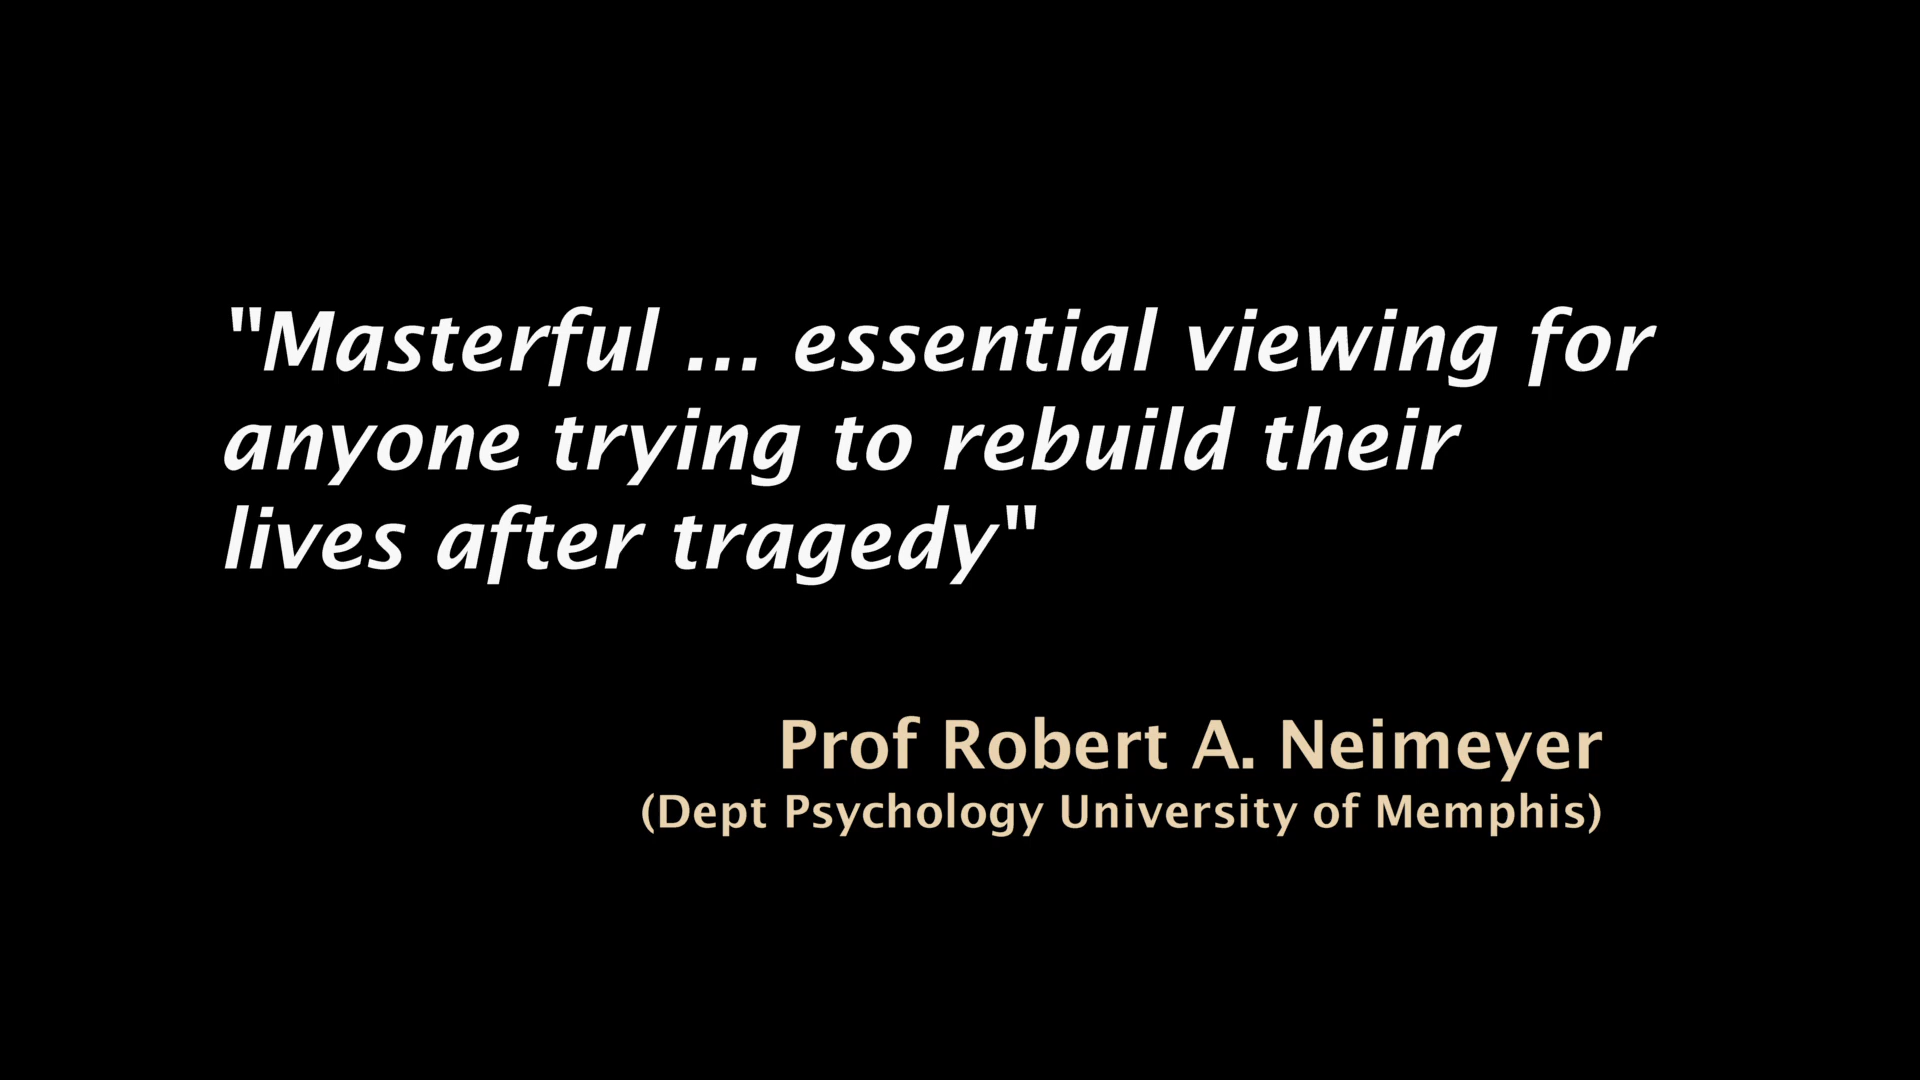 "Masterful ... essential viewing for
anyone trying to rebuild their
lives after tragedy"
Prof Robert A. Neimeyer
(Dept Psychology University of Memphis)